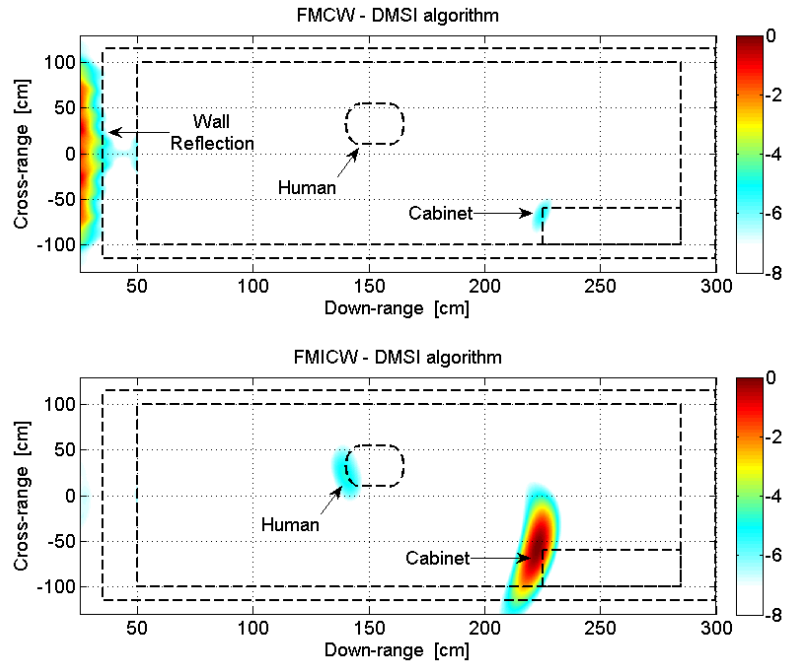 FMCW - DMSI algorithm
Cross-range [cm]
100
50
0
-50
-100
Wall
Reflection
Human
Cabinet
50
100
150
200
250
300
Down-range [cm]
0
-2
-4
-6
-8
FMICW - DMSI algorithm
Cross-range [cm]
100
50
0
-50
-100
Human
Cabinet
50
100
150
200
250
300
Down-range [cm]
0
-2
-4
-6
-8